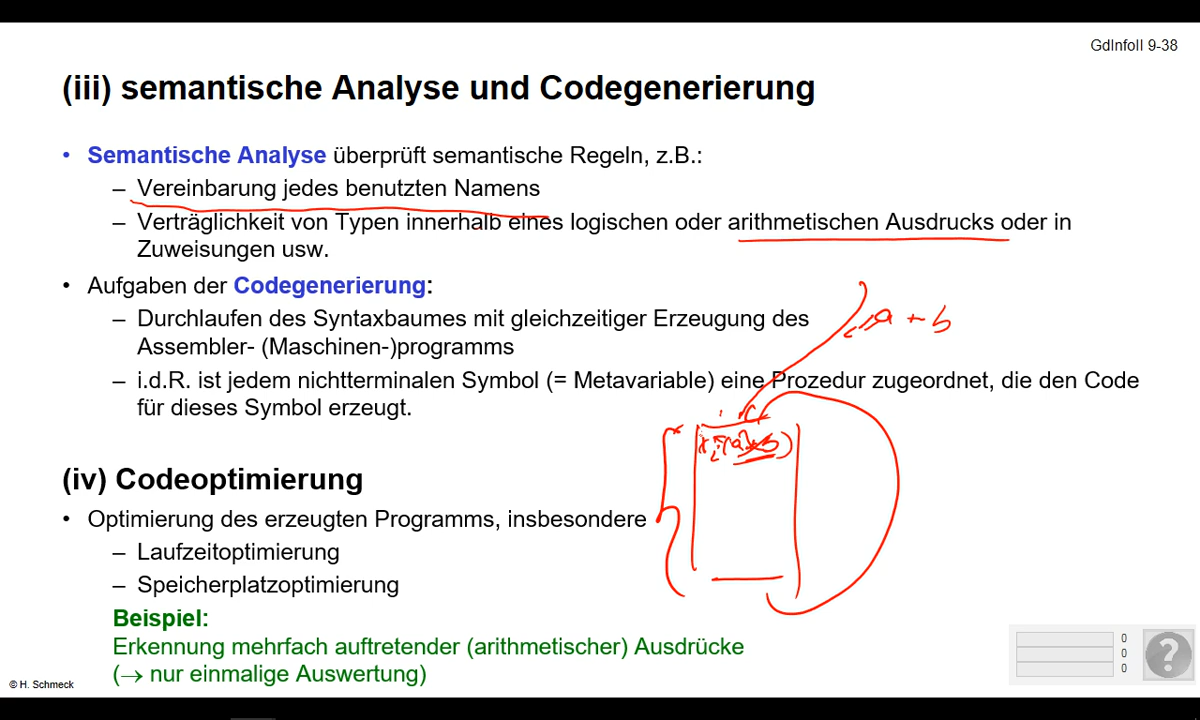 GdInfoII 9-38
(iii) semantische Analyse und Codegenerierung
• Semantische Analyse überprüft semantische Regeln, z.B.:
– Vereinbarung jedes benutzten Namens
– Verträglichkeit von Typen innerhalb eines logischen oder arithmetischen Ausdrucks oder in
Zuweisungen usw.
• Aufgaben der Codegenerierung:
– Durchlaufen des Syntaxbaumes mit gleichzeitiger Erzeugung des
Assembler- (Maschinen-)programms
a + b
– i.d.R. ist jedem nichtterminalen Symbol (= Metavariable) eine Prozedur zugeordnet, die den Code
für dieses Symbol erzeugt.
(iv) Codeoptimierung
• Optimierung des erzeugten Programms, insbesondere
– Laufzeitoptimierung
– Speicherplatzoptimierung
Beispiel:
Erkennung mehrfach auftretender (arithmetischer) Ausdrücke
(→ nur einmalige Auswertung)
0
0
0
?
© H. Schmeck